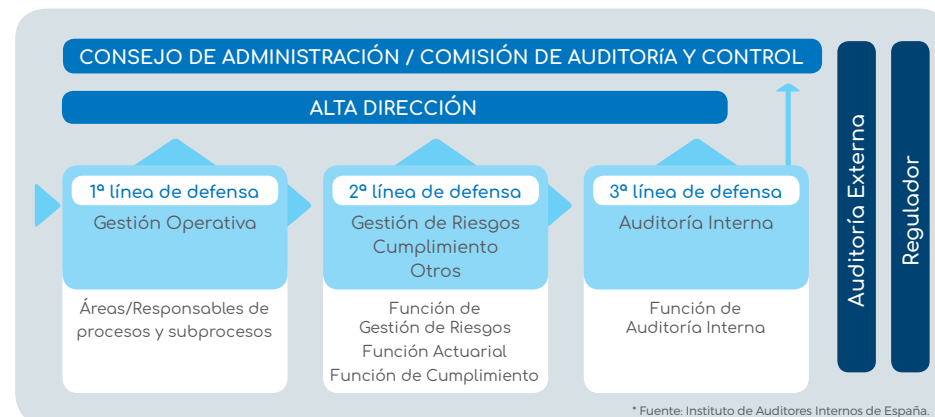 CONSEJO DE ADMINISTRACIÓN / COMISIÓN DE AUDITORÍA Y CONTROL
ALTA DIRECCIÓN
1ª línea de defensa
Gestión Operativa
Áreas/Responsables de
procesos y subprocesos
2ª línea de defensa
Gestión de Riesgos
Cumplimiento
Otros
Función de
Gestión de Riesgos
Función Actuarial
Función de Cumplimiento
3ª línea de defensa
Auditoría Interna
Función de
Auditoría Interna
Auditoría Externa
Regulador
* Fuente: Instituto de Auditores Internos de España.